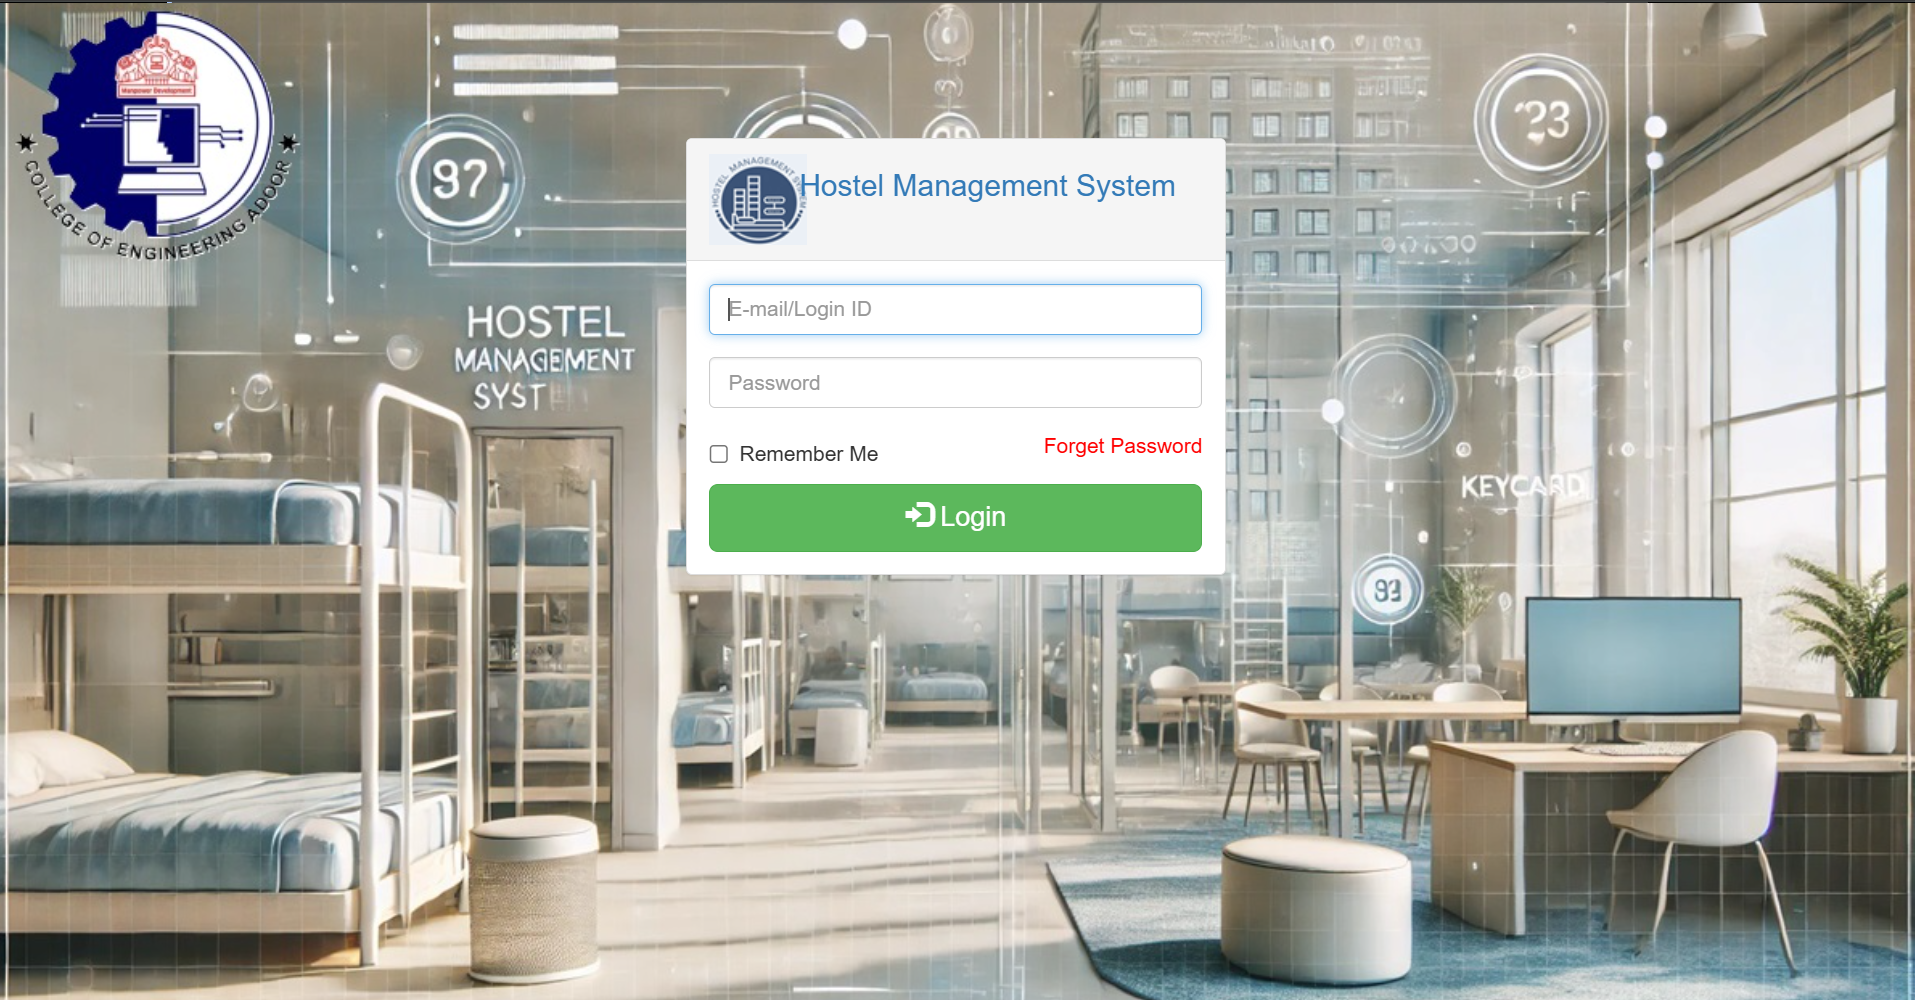 Manpower Development
COLLEGE OF ENGINEERING ADOOR
97
23
HOSTEL MANAGEMENT SYSTEM
Hostel Management System
E-mail/Login ID
HOSTEL
MANAGEMENT
SYST
Password
Remember Me
Forget Password
KEYCARD
Login
93